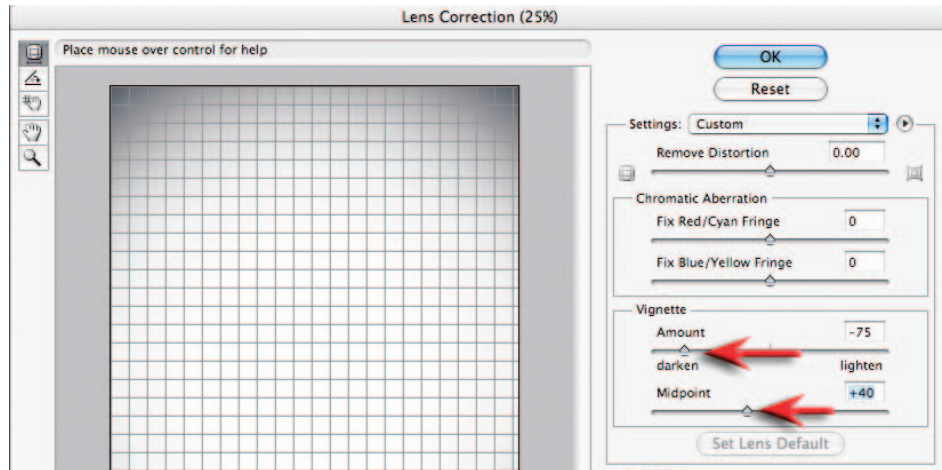 Lens Correction (25%)
Place mouse over control for help
OK
Reset
Settings: Custom
Remove Distortion 0.00
Chromatic Aberration
Fix Red/Cyan Fringe 0
Fix Blue/Yellow Fringe 0
Vignette
Amount -75
darken lighten
Midpoint +40
Set Lens Default